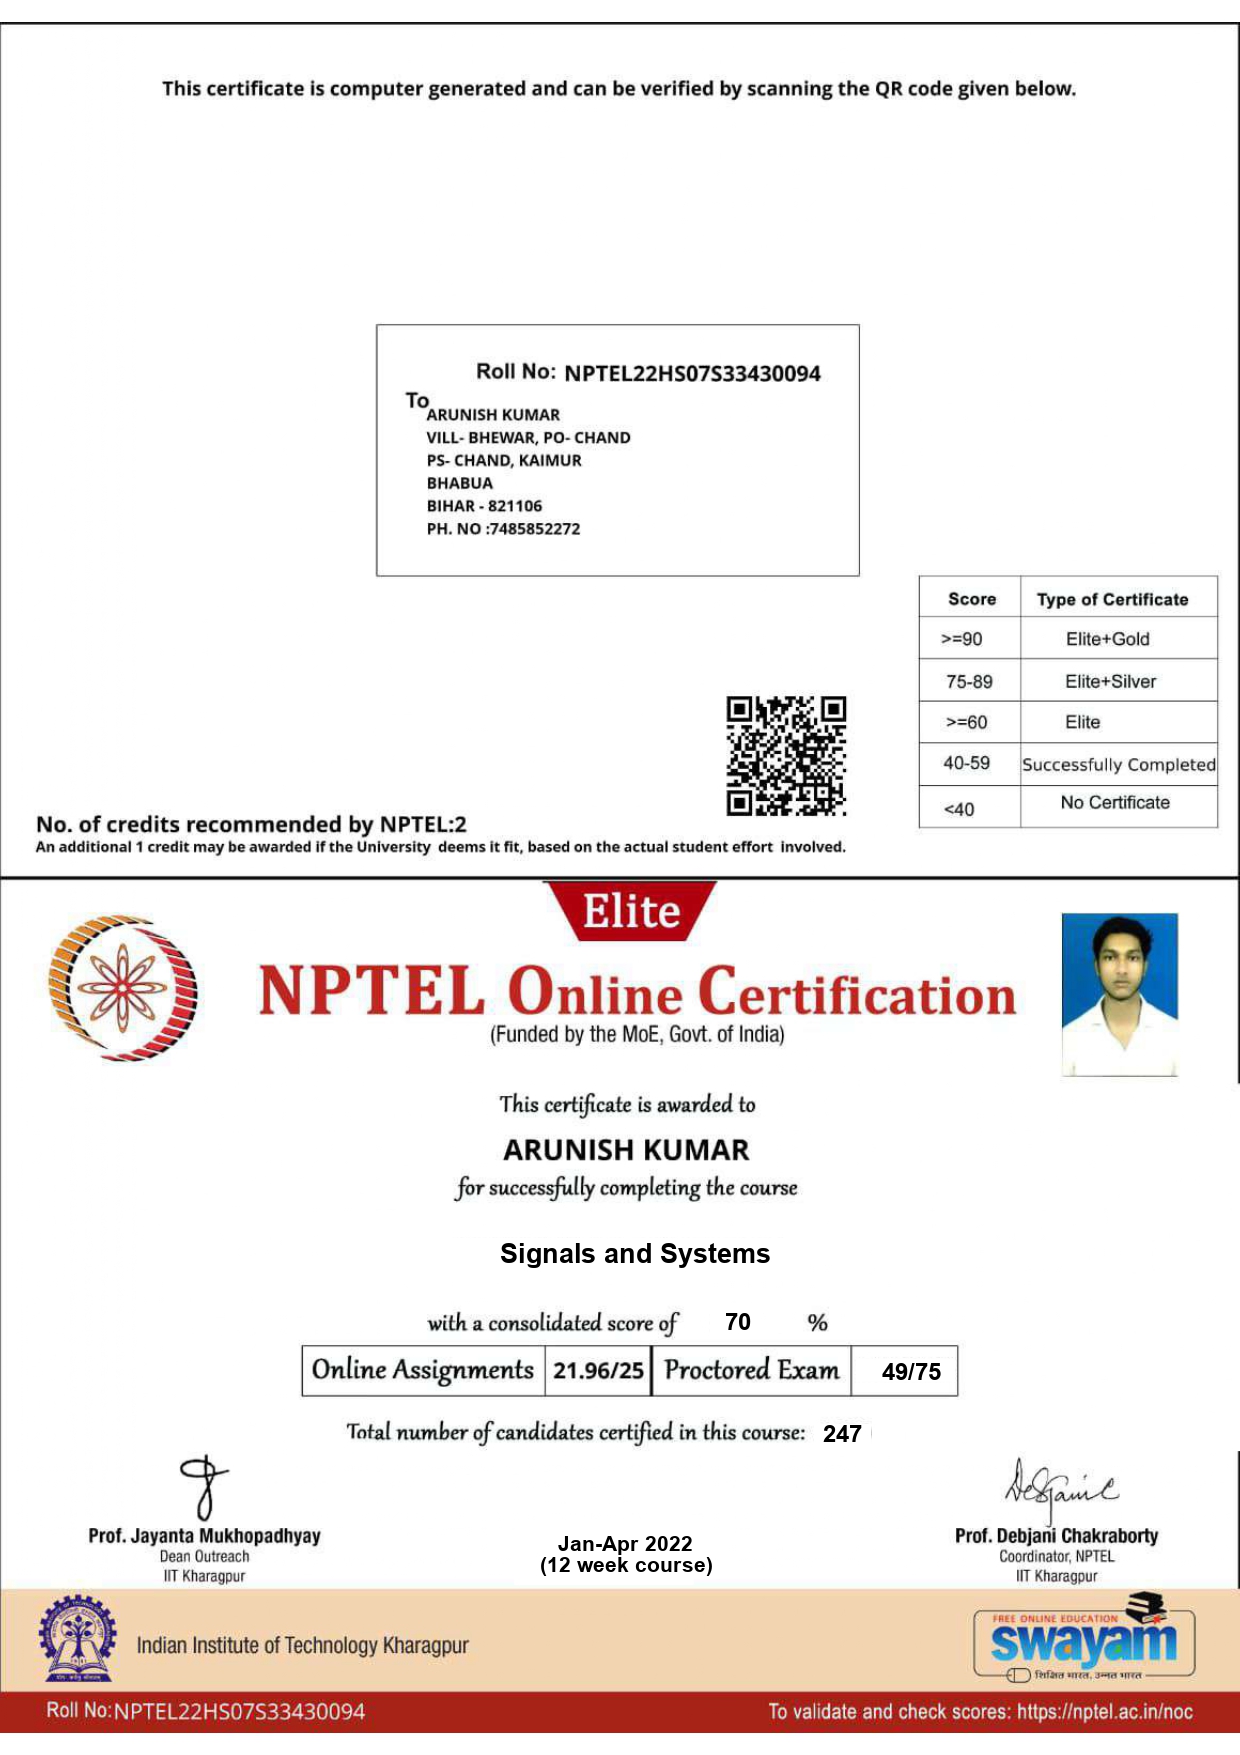 This certificate is computer generated and can be verified by scanning the QR code given below.
Roll No: NPTEL22HS07S33430094
To
ARUNISH KUMAR
VILL- BHEWAR, PO- CHAND
PS- CHAND, KAIMUR
BHABUA
BIHAR - 821106
PH. NO :7485852272
Score Type of Certificate
>=90 Elite+Gold
75-89 Elite+Silver
>=60 Elite
40-59 Successfully Completed
<40 No Certificate
No. of credits recommended by NPTEL:2
An additional 1 credit may be awarded if the University deems it fit, based on the actual student effort involved.
Elite
NPTEL Online Certification
(Funded by the MoE, Govt. of India)
This certificate is awarded to
ARUNISH KUMAR
for successfully completing the course
Signals and Systems
with a consolidated score of 70 %
Online Assignments 21.96/25 Proctored Exam 49/75
Total number of candidates certified in this course: 247
Prof. Jayanta Mukhopadhyay
Dean Outreach
IIT Kharagpur
Jan-Apr 2022
(12 week course)
Prof. Debjani Chakraborty
Coordinator, NPTEL
IIT Kharagpur
Indian Institute of Technology Kharagpur
FREE ONLINE EDUCATION
swayam
शिक्षित भारत, उन्नत भारत
Roll No:NPTEL22HS07S33430094
To validate and check scores: https://nptel.ac.in/noc